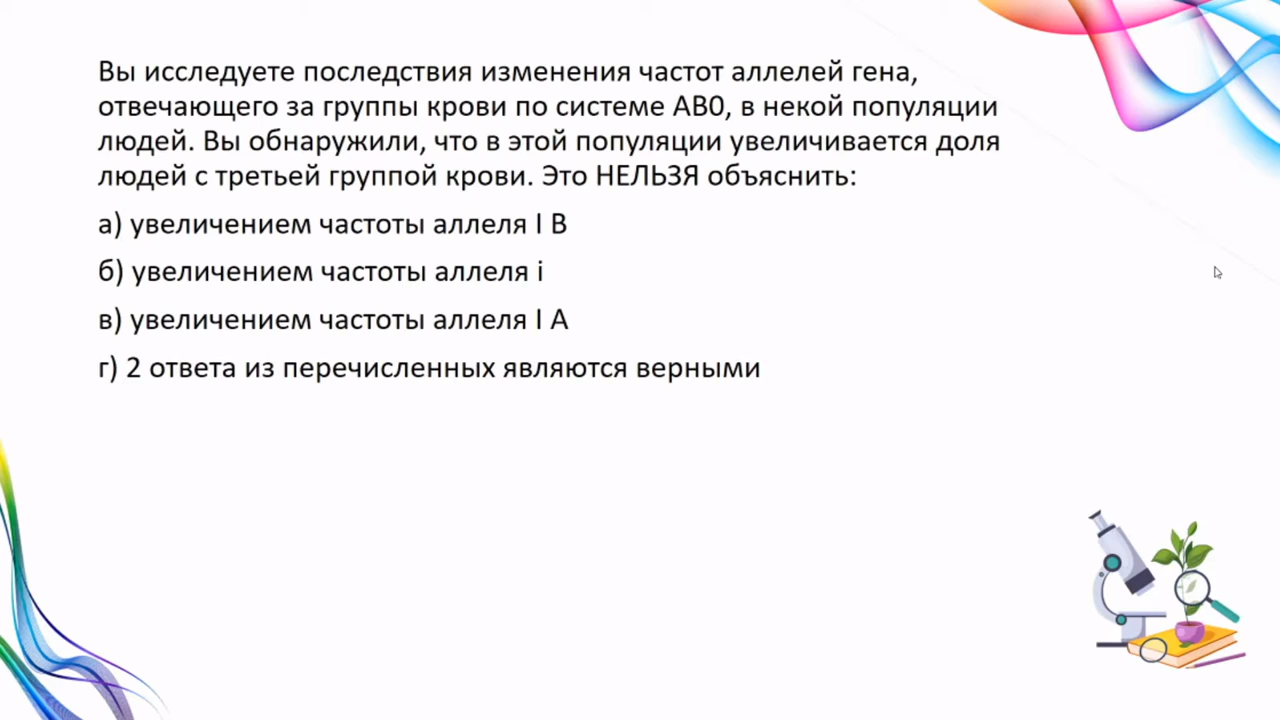 Вы исследуете последствия изменения частот аллелей гена,
отвечающего за группы крови по системе АВ0, в некой популяции
людей. Вы обнаружили, что в этой популяции увеличивается доля
людей с третьей группой крови. Это НЕЛЬЗЯ объяснить:
а) увеличением частоты аллеля I B
б) увеличением частоты аллеля i
в) увеличением частоты аллеля I A
г) 2 ответа из перечисленных являются верными